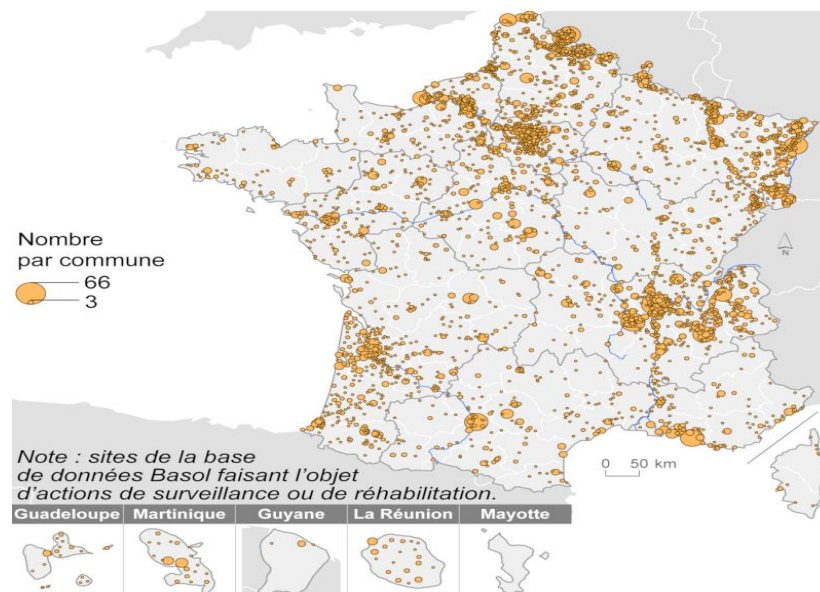 Nombre
par commune
66
3
N
0 50 km
Note : sites de la base
de données Basol faisant l'objet
d'actions de surveillance ou de réhabilitation.
Guadeloupe Martinique Guyane La Réunion Mayotte